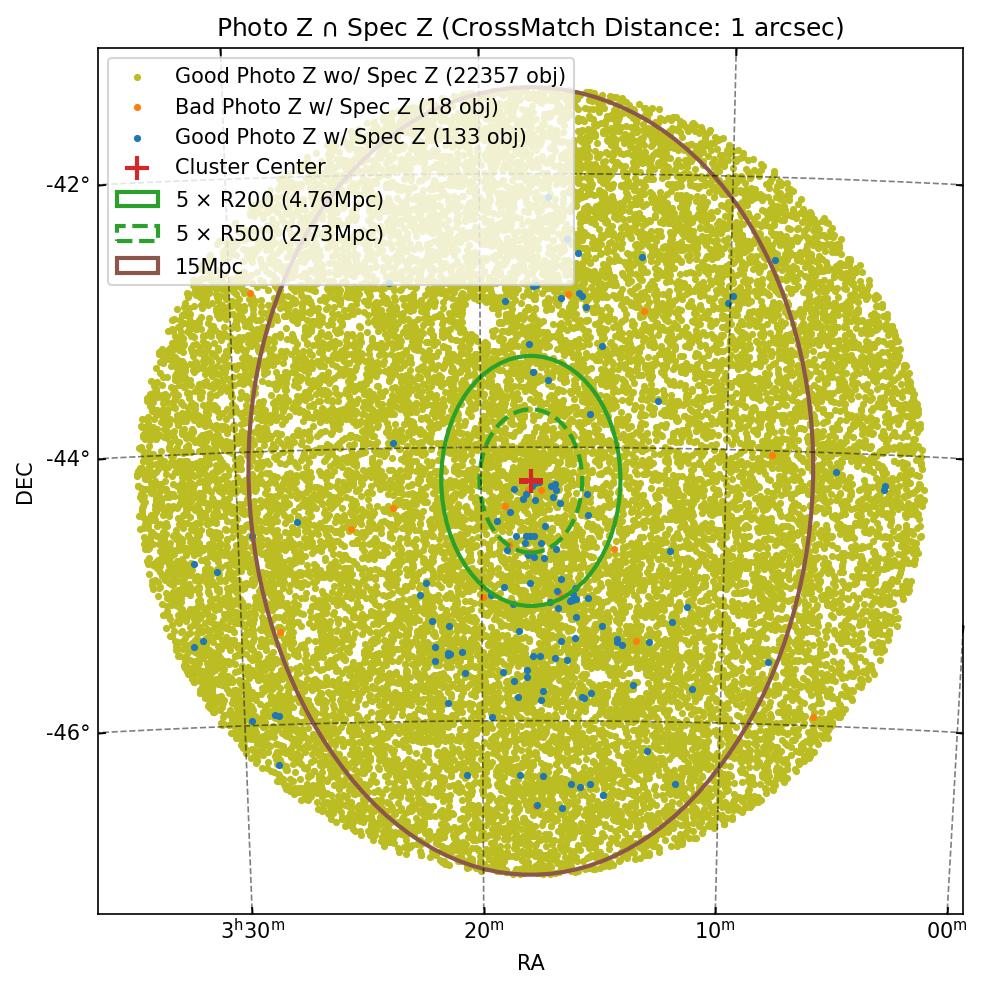 Photo Z ∩ Spec Z (CrossMatch Distance: 1 arcsec)
Good Photo Z wo/ Spec Z (22357 obj)
Bad Photo Z w/ Spec Z (18 obj)
Good Photo Z w/ Spec Z (133 obj)
Cluster Center
5 × R200 (4.76Mpc)
5 × R500 (2.73Mpc)
15Mpc
-42°
-44°
-46°
DEC
3ʰ30ᵐ 20ᵐ 10ᵐ 00ᵐ
RA